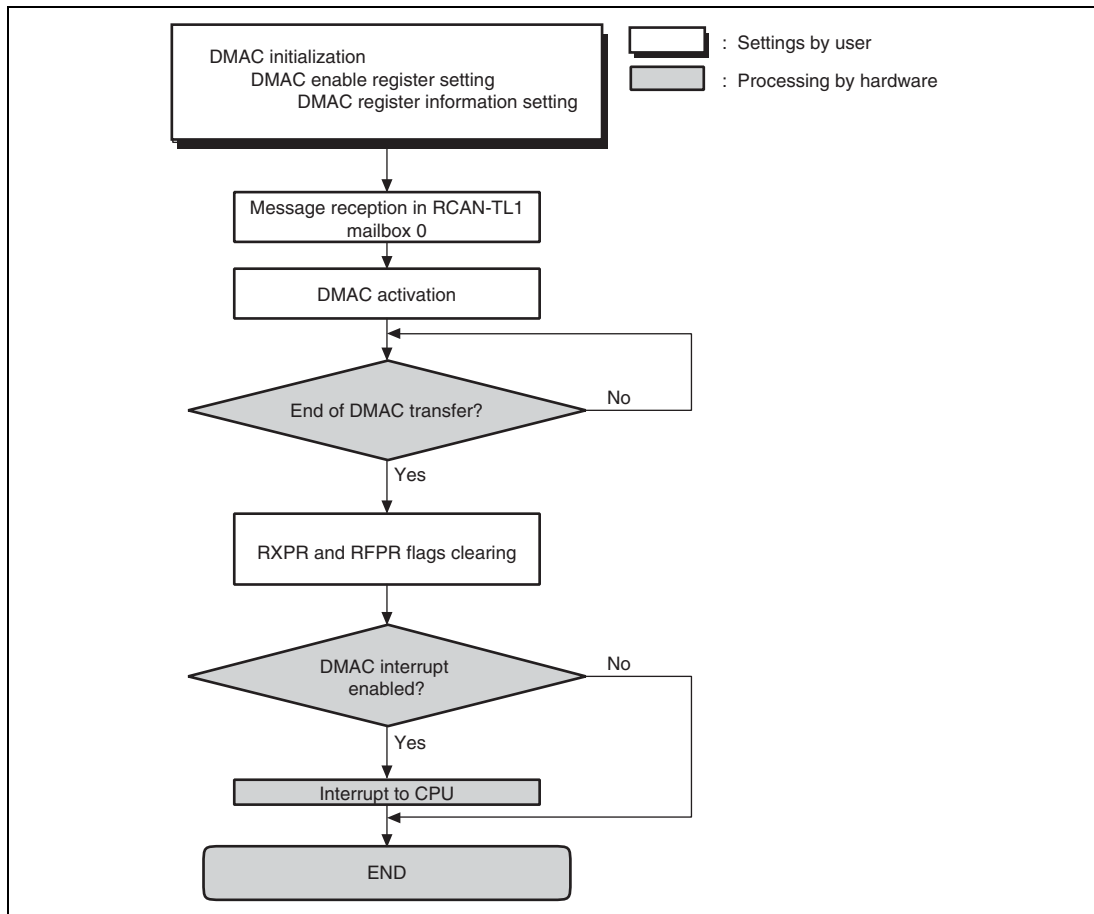 DMAC initialization
DMAC enable register setting
DMAC register information setting
: Settings by user
: Processing by hardware
Message reception in RCAN-TL1
mailbox 0
DMAC activation
End of DMAC transfer?
No
Yes
RXPR and RFPR flags clearing
DMAC interrupt
enabled?
No
Yes
Interrupt to CPU
END